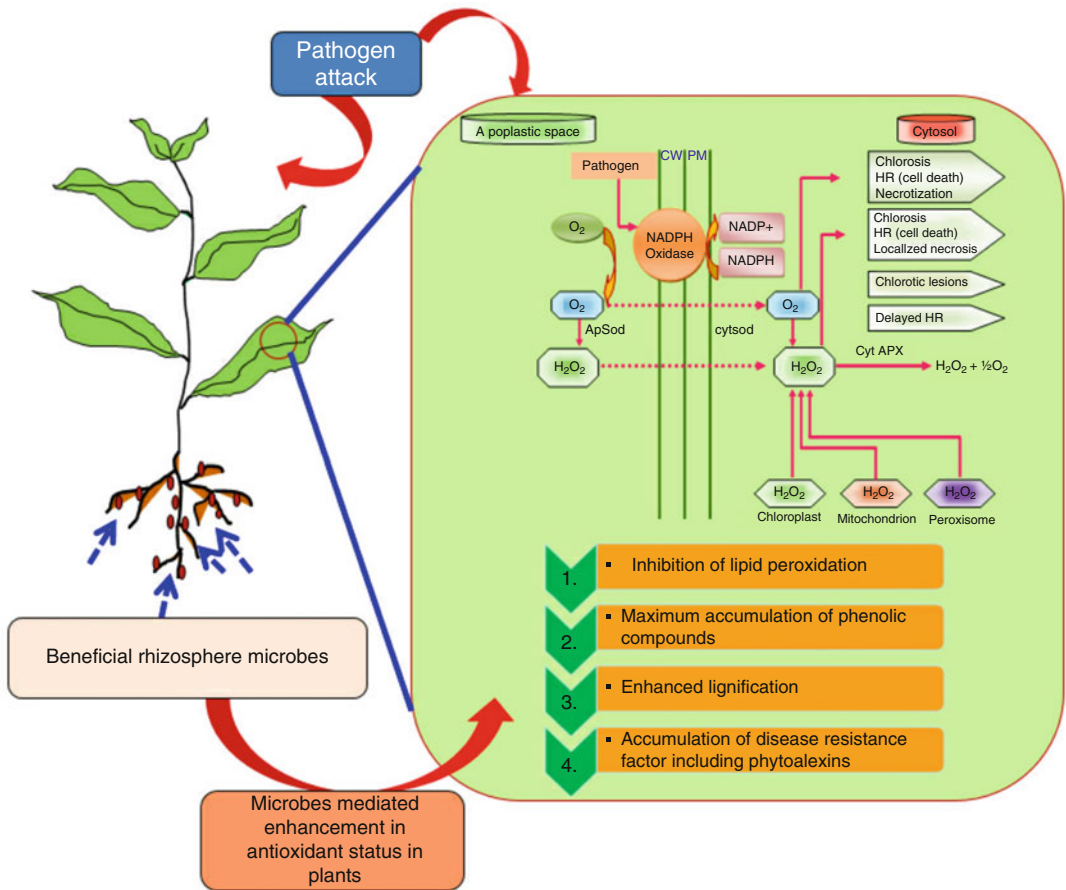 Pathogen
attack
A poplastic space
Cytosol
CW PM
Pathogen
Chlorosis
HR (cell death)
Necrotization
O₂
NADPH
Oxidase
NADP+
NADPH
Chlorosis
HR (cell death)
Localzed necrosis
Chlorotic lesions
O₂
O₂
Delayed HR
ApSod
cytsod
H₂O₂
H₂O₂
Cyt APX
H₂O₂ + ½O₂
H₂O₂
H₂O₂
H₂O₂
Chloroplast
Mitochondrion
Peroxisome
1.
▪ Inhibition of lipid peroxidation
2.
▪ Maximum accumulation of phenolic
compounds
3.
▪ Enhanced lignification
4.
▪ Accumulation of disease resistance
factor including phytoalexins
Beneficial rhizosphere microbes
Microbes mediated
enhancement in
antioxidant status in
plants